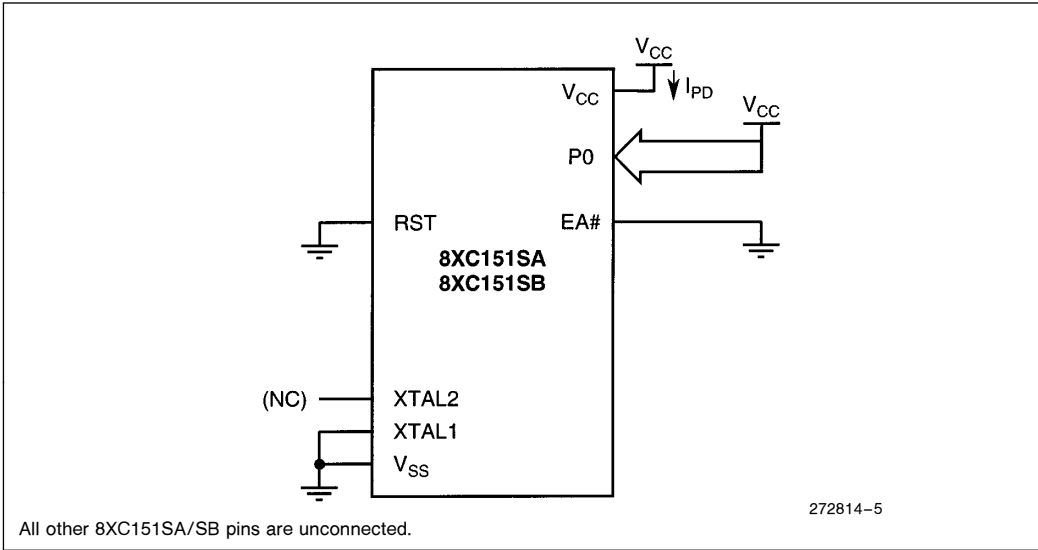 VCC
IPD
VCC
VCC
P0
RST
EA#
8XC151SA
8XC151SB
(NC)
XTAL2
XTAL1
VSS
272814–5
All other 8XC151SA/SB pins are unconnected.